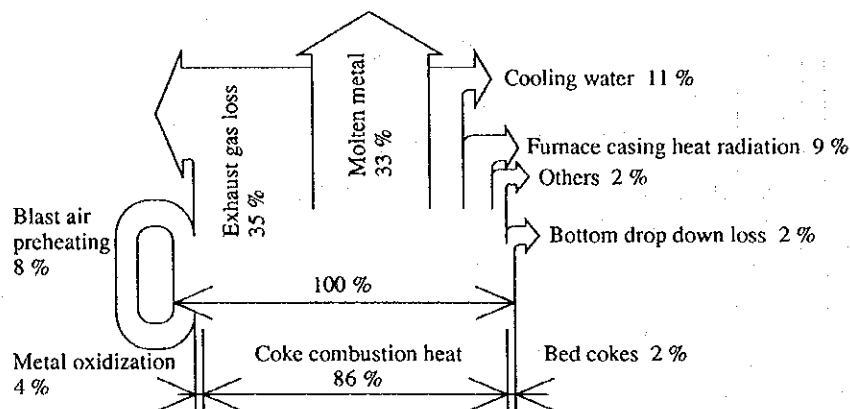 Cooling water 11 %
Exhaust gas loss
35 %
Molten metal
33 %
Furnace casing heat radiation 9 %
Others 2 %
Blast air
preheating
8 %
Bottom drop down loss 2 %
100 %
Metal oxidization
4 %
Coke combustion heat
86 %
Bed cokes 2 %